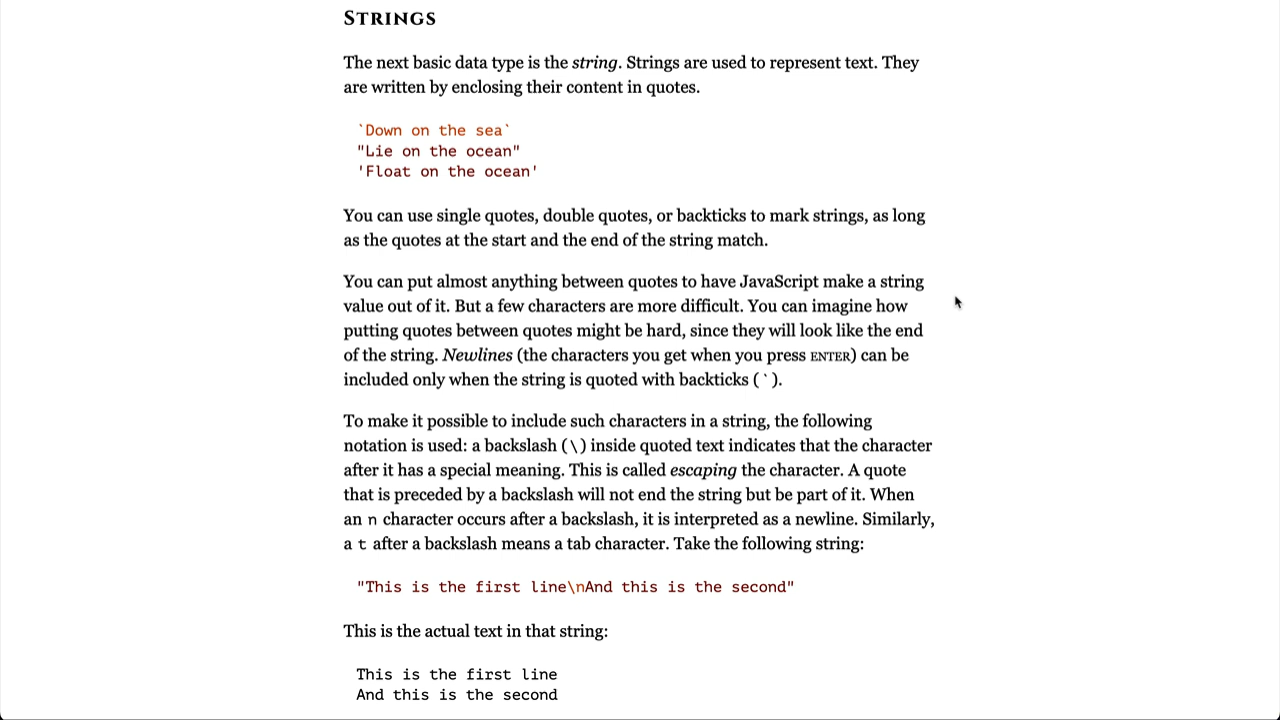 STRINGS
The next basic data type is the string. Strings are used to represent text. They
are written by enclosing their content in quotes.
`Down on the sea`
"Lie on the ocean"
'Float on the ocean'
You can use single quotes, double quotes, or backticks to mark strings, as long
as the quotes at the start and the end of the string match.
You can put almost anything between quotes to have JavaScript make a string
value out of it. But a few characters are more difficult. You can imagine how
putting quotes between quotes might be hard, since they will look like the end
of the string. Newlines (the characters you get when you press ENTER) can be
included only when the string is quoted with backticks (`).
To make it possible to include such characters in a string, the following
notation is used: a backslash (\) inside quoted text indicates that the character
after it has a special meaning. This is called escaping the character. A quote
that is preceded by a backslash will not end the string but be part of it. When
an n character occurs after a backslash, it is interpreted as a newline. Similarly,
a t after a backslash means a tab character. Take the following string:
"This is the first line\nAnd this is the second"
This is the actual text in that string:
This is the first line
And this is the second